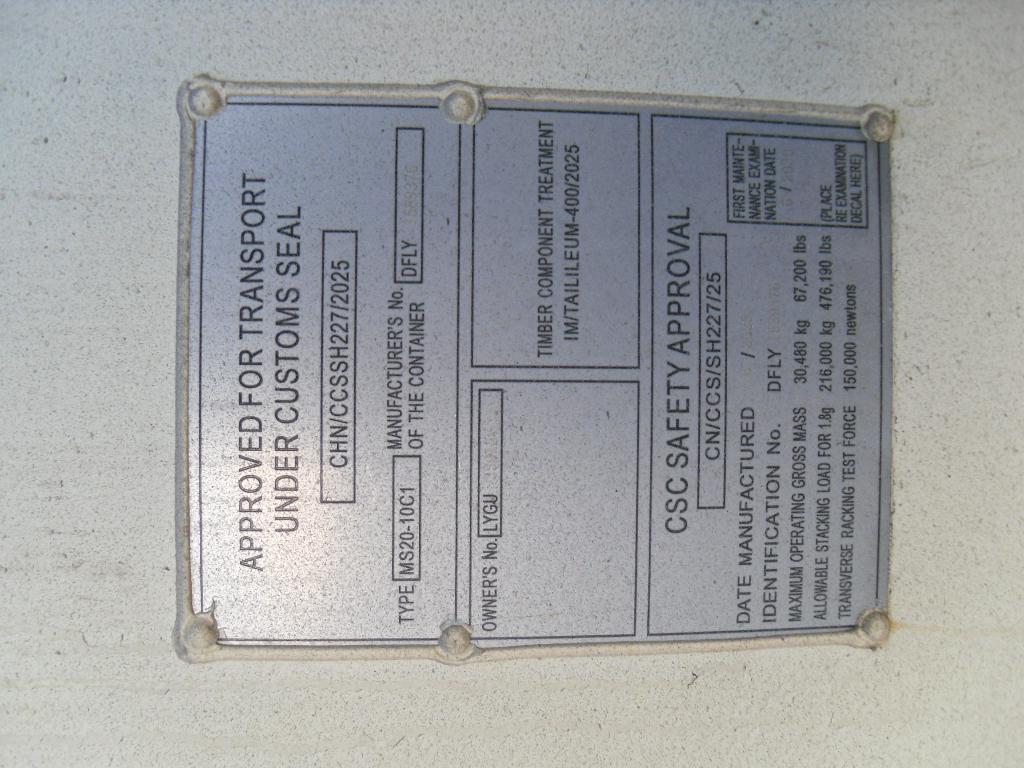 APPROVED FOR TRANSPORT
UNDER CUSTOMS SEAL
CHN/CCSSH227/2025
TYPE MS20-10C1 MANUFACTURER'S No.
OF THE CONTAINER DFLY
OWNER'S No. LYGU
TIMBER COMPONENT TREATMENT
IM/TAILILEUM-400/2025
CSC SAFETY APPROVAL
CN/CCS/SH227/25
DATE MANUFACTURED /
IDENTIFICATION No. DFLY
MAXIMUM OPERATING GROSS MASS 30,480 kg 67,200 lbs
ALLOWABLE STACKING LOAD FOR 1.8g 216,000 kg 476,190 lbs
TRANSVERSE RACKING TEST FORCE 150,000 newtons
FIRST MAINTE-
NANCE EXAMI-
NATION DATE
/
(PLACE
RE EXAMINATION
DECAL HERE)